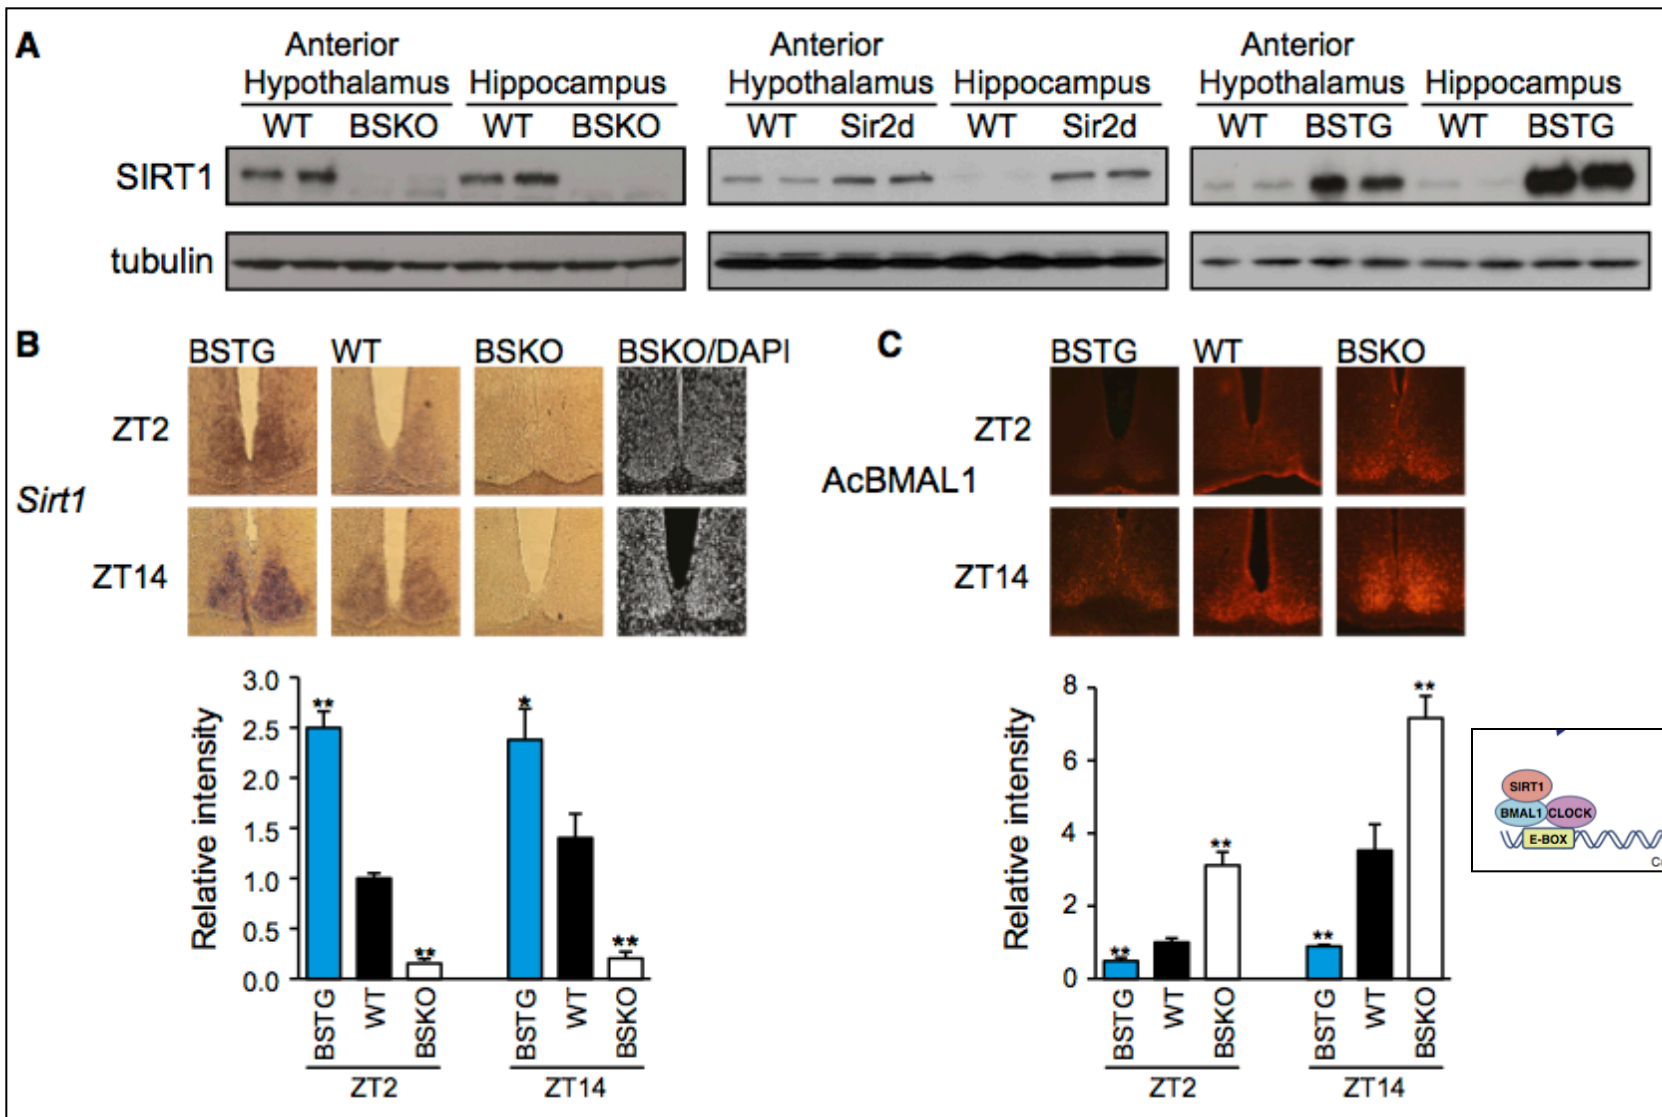 A
Anterior
Hypothalamus
Hippocampus
WT BSKO WT BSKO
Anterior
Hypothalamus
Hippocampus
WT Sir2d WT Sir2d
Anterior
Hypothalamus
Hippocampus
WT BSTG WT BSTG
SIRT1
tubulin
B
BSTG WT BSKO BSKO/DAPI
ZT2
Sirt1
ZT14
3.0
2.5
2.0
1.5
1.0
0.5
0.0
Relative intensity
** ** * **
BSTG WT BSKO BSTG WT BSKO
ZT2 ZT14
C
BSTG WT BSKO
ZT2
AcBMAL1
ZT14
8
6
4
2
0
Relative intensity
** ** ** **
BSTG WT BSKO BSTG WT BSKO
ZT2 ZT14
SIRT1
BMAL1 CLOCK
E-BOX